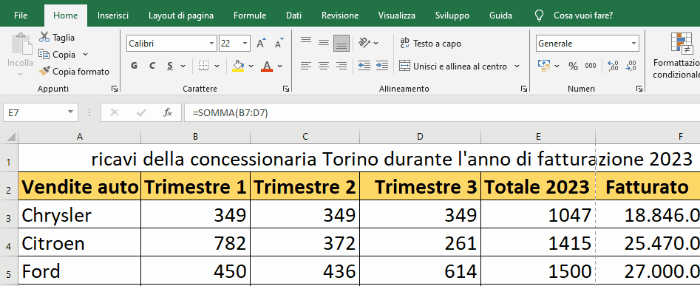 File Home Inserisci Layout di pagina Formule Dati Revisione Visualizza Sviluppo Guida Cosa vuoi fare?
Incolla
Taglia
Copia
Copia formato
Appunti
Calibri 22 A A
G C S A
Carattere
ab Testo a capo
Unisci e allinea al centro
Allineamento
Generale
% 000
Numeri
Formattazio
condizionale
E7 fx =SOMMA(B7:D7)
A B C D E F
1 ricavi della concessionaria Torino durante l'anno di fatturazione 2023
2 Vendite auto Trimestre 1 Trimestre 2 Trimestre 3 Totale 2023 Fatturato
3 Chrysler 349 349 349 1047 18.846.0
4 Citroen 782 372 261 1415 25.470.0
5 Ford 450 436 614 1500 27.000.0